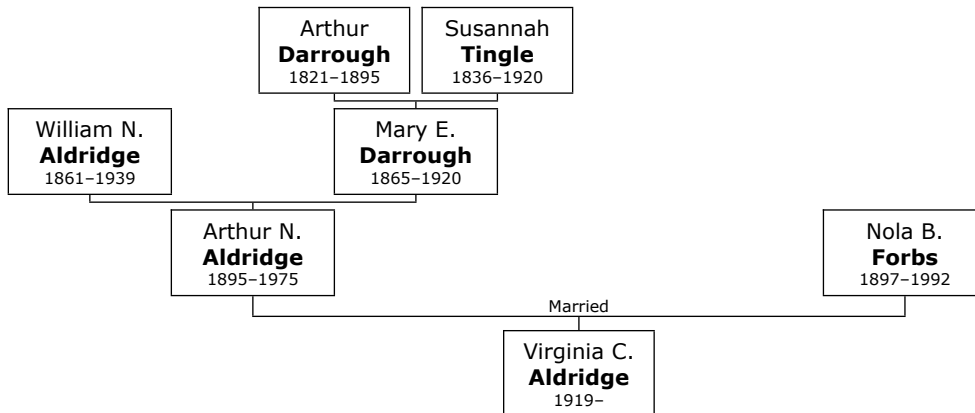 Arthur
Darrough
1821–1895
Susannah
Tingle
1836–1920
William N.
Aldridge
1861–1939
Mary E.
Darrough
1865–1920
Arthur N.
Aldridge
1895–1975
Nola B.
Forbs
1897–1992
Married
Virginia C.
Aldridge
1919–